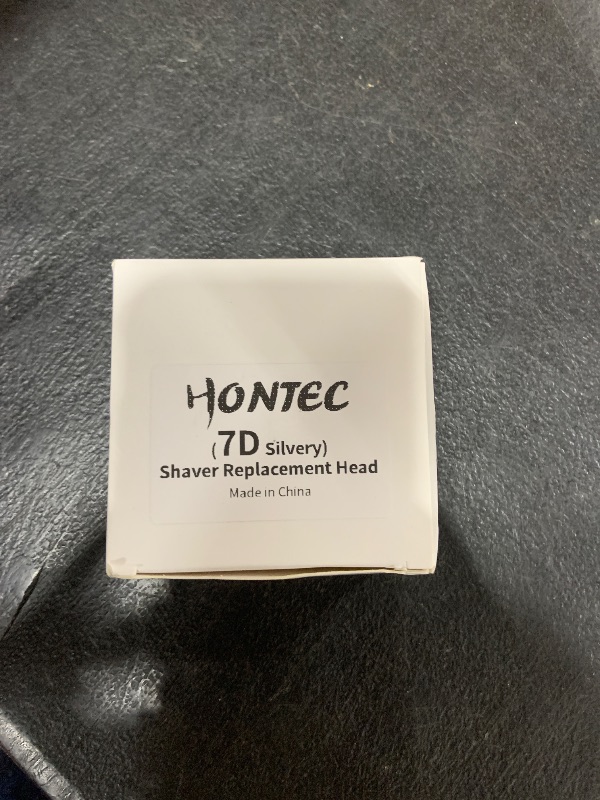 HONTEC
( 7D Silvery)
Shaver Replacement Head
Made in China